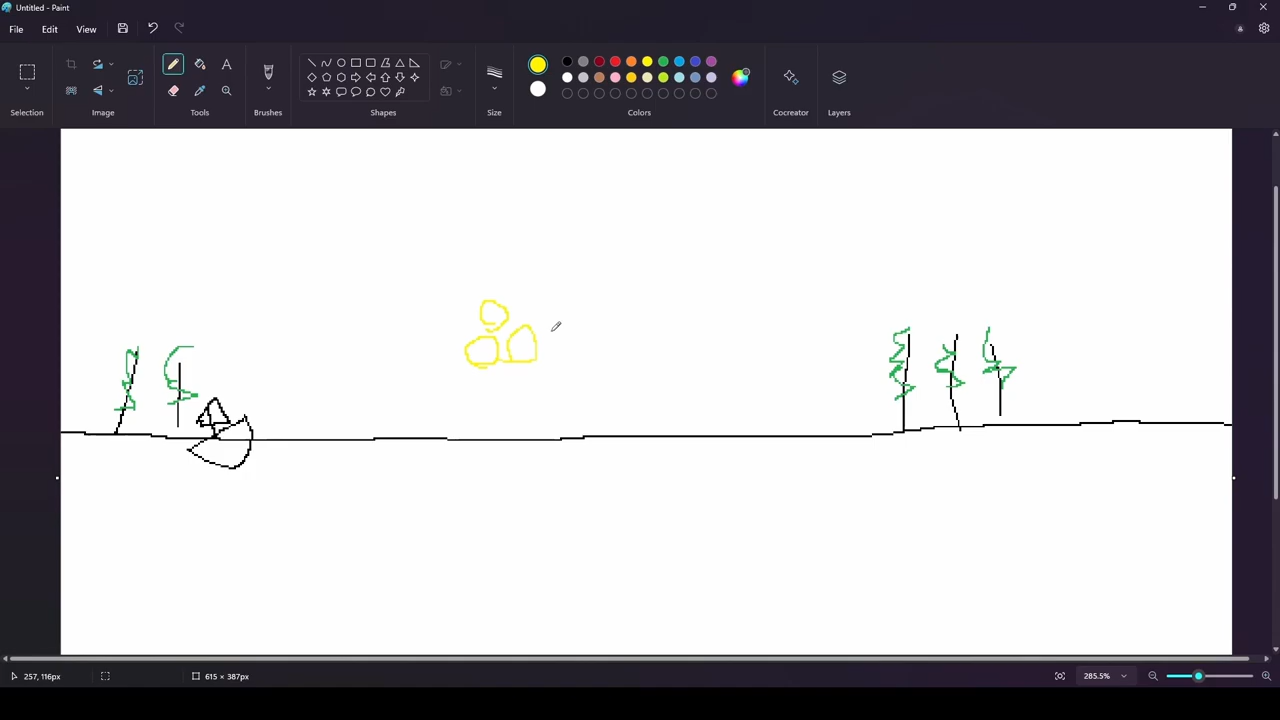 Untitled - Paint
File Edit View
Selection Image Tools Brushes Shapes Size Colors Cocreator Layers
257, 116px 615 × 387px 285.5%